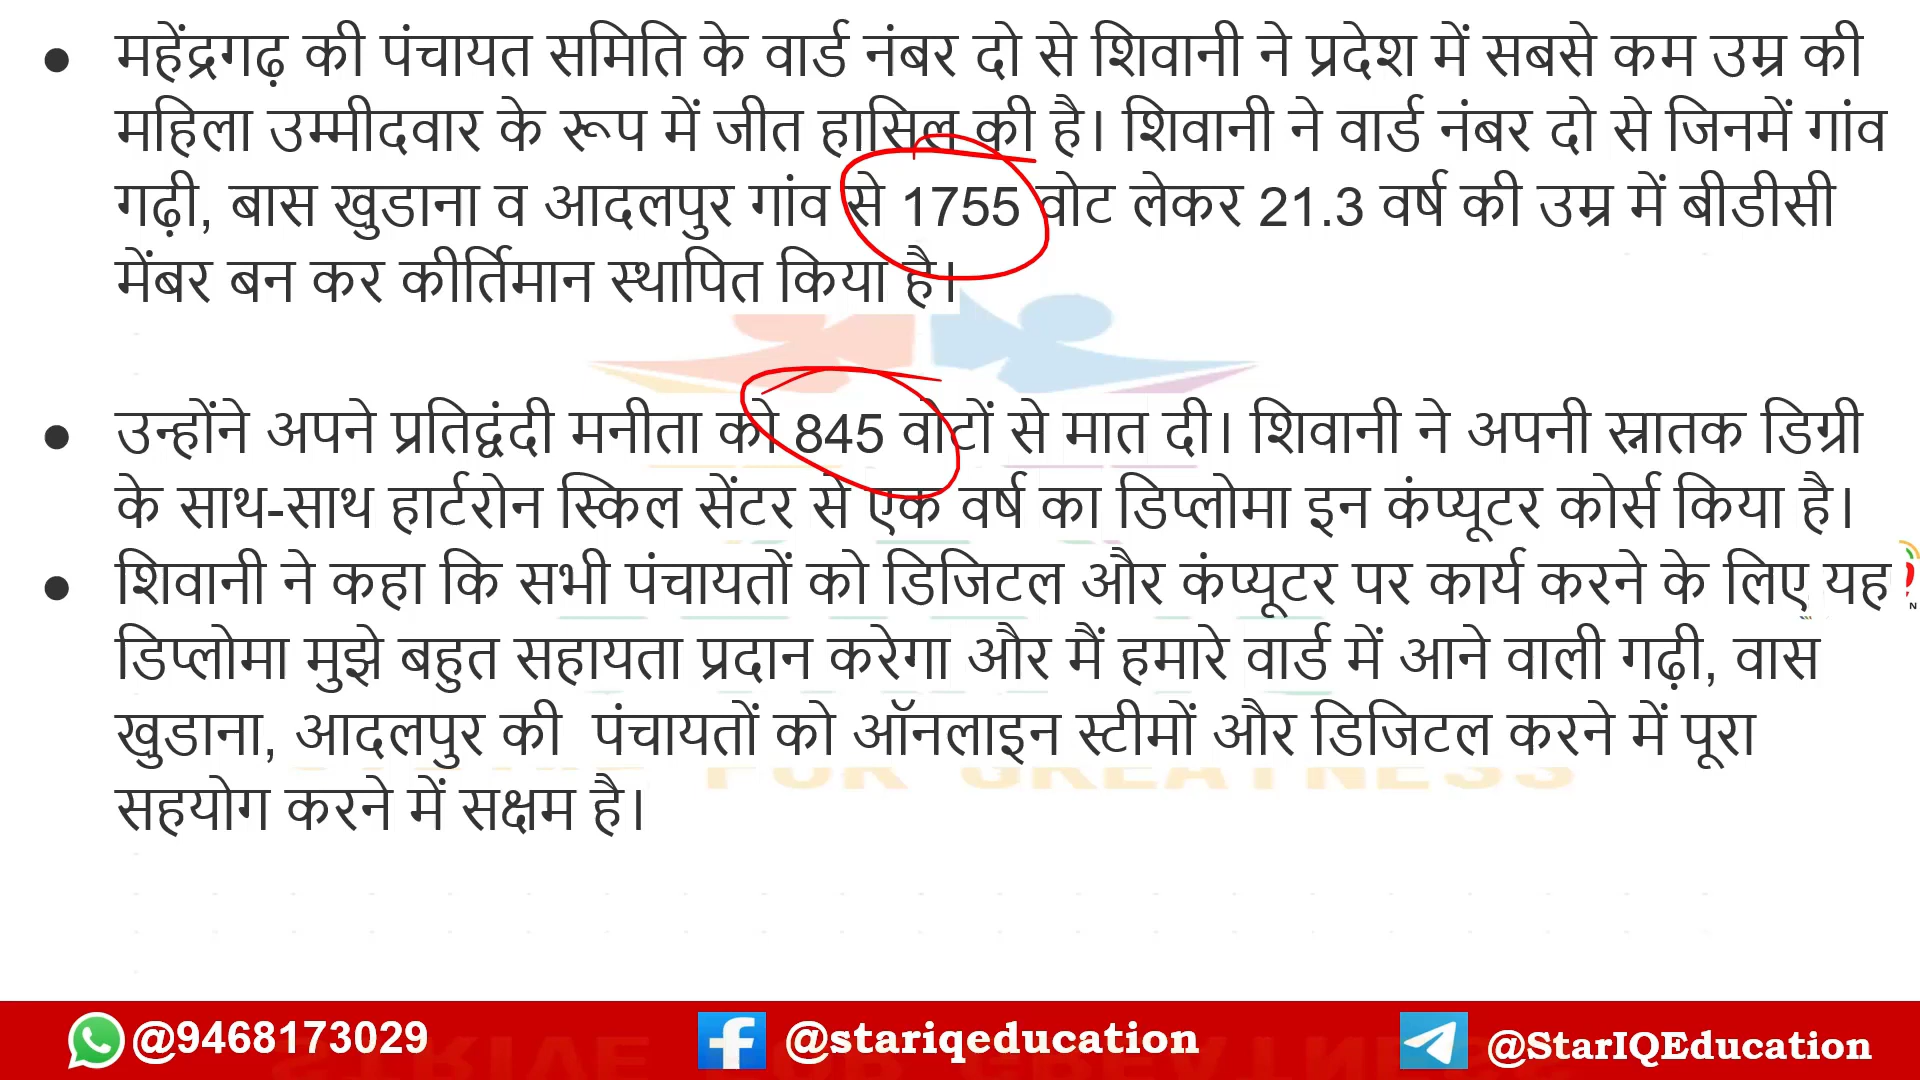 ● महेंद्रगढ़ की पंचायत समिति के वार्ड नंबर दो से शिवानी ने प्रदेश में सबसे कम उम्र की
महिला उम्मीदवार के रूप में जीत हासिल की है। शिवानी ने वार्ड नंबर दो से जिनमें गांव
गढ़ी, बास खुडाना व आदलपुर गांव से 1755 वोट लेकर 21.3 वर्ष की उम्र में बीडीसी
मेंबर बन कर कीर्तिमान स्थापित किया है।
● उन्होंने अपने प्रतिद्वंदी मनीता को 845 वोटों से मात दी। शिवानी ने अपनी स्नातक डिग्री
के साथ-साथ हार्टरोन स्किल सेंटर से एक वर्ष का डिप्लोमा इन कंप्यूटर कोर्स किया है।
● शिवानी ने कहा कि सभी पंचायतों को डिजिटल और कंप्यूटर पर कार्य करने के लिए यह
डिप्लोमा मुझे बहुत सहायता प्रदान करेगा और मैं हमारे वार्ड में आने वाली गढ़ी, वास
खुडाना, आदलपुर की पंचायतों को ऑनलाइन स्टीमों और डिजिटल करने में पूरा
सहयोग करने में सक्षम है।
FOR GREATNESS
@9468173029 @stariqeducation @StarIQEducation